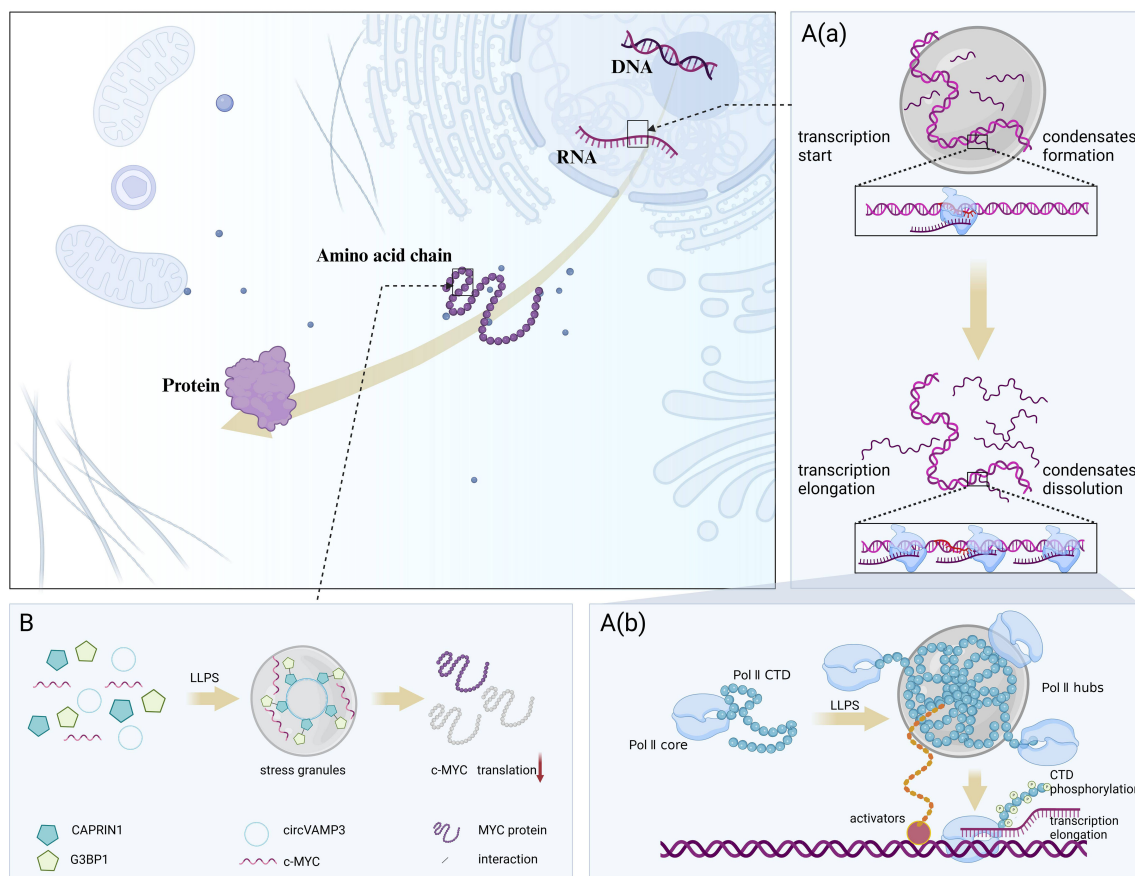 DNA
RNA
Amino acid chain
Protein
A(a)
transcription
start
condensates
formation
transcription
elongation
condensates
dissolution
B
LLPS
stress granules
c-MYC translation
CAPRIN1
G3BP1
circVAMP3
c-MYC
MYC protein
interaction
A(b)
Pol II CTD
Pol II core
LLPS
Pol II hubs
CTD
phosphorylation
P
P
P
P
P
P
P
activators
transcription
elongation